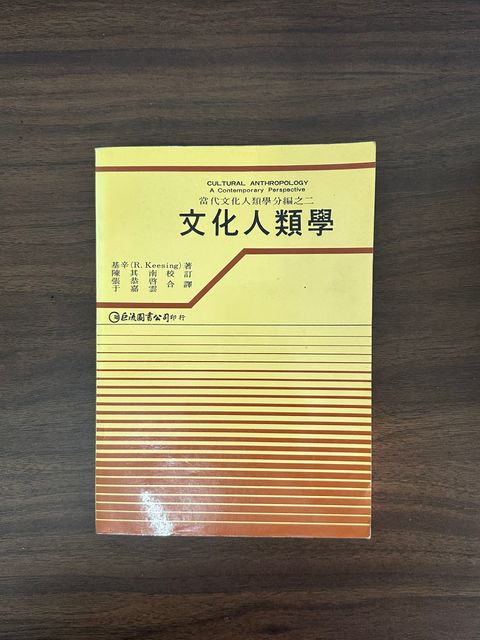 CULTURAL ANTHROPOLOGY
A Contemporary Perspective
當代文化人類學分編之二
文化人類學
基辛(R. Keesing)著
陳其南校訂
張恭啓
于嘉雲合譯
巨流圖書公司印行